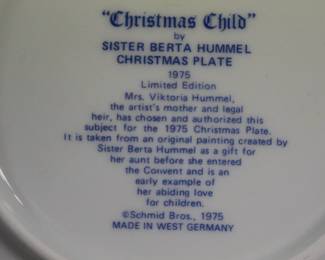 "Christmas Child"
by
SISTER BERTA HUMMEL
CHRISTMAS PLATE
1975
Limited Edition
Mrs. Viktoria Hummel,
the artist's mother and legal
heir, has chosen and authorized this
subject for the 1975 Christmas Plate.
It is taken from an original painting created by
Sister Berta Hummel as a gift for
her aunt before she entered
the Convent and is an
early example of
her abiding love
for children.
©Schmid Bros., 1975
MADE IN WEST GERMANY